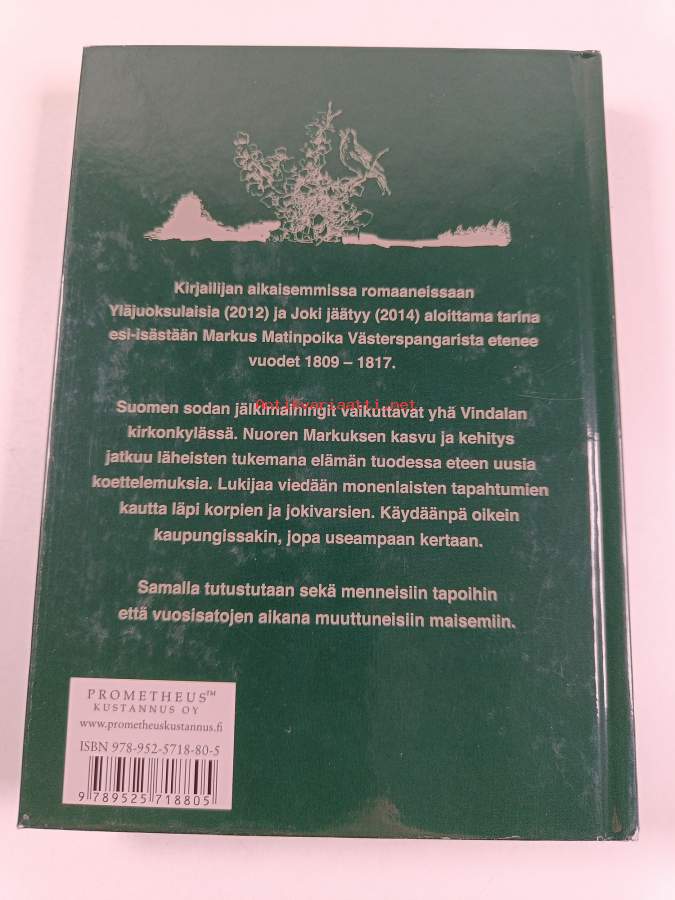 Kirjailijan aikaisemmissa romaaneissaan
Yläjuoksulaisia (2012) ja Joki jäätyy (2014) aloittama tarina
esi-isästään Markus Matinpoika Västerspangarista etenee
vuodet 1809 – 1817.
Antikvariaatti.net
Suomen sodan jälkimainingit vaikuttavat yhä Vindalan
kirkonkylässä. Nuoren Markuksen kasvu ja kehitys
jatkuu läheisten tukemana elämän tuodessa eteen uusia
koettelemuksia. Lukijaa viedään monenlaisten tapahtumien
kautta läpi korpien ja jokivarsien. Käydäänpä oikein
kaupungissakin, jopa useampaan kertaan.
Samalla tutustutaan sekä menneisiin tapoihin
että vuosisatojen aikana muuttuneisiin maisemiin.
PROMETHEUS™
KUSTANNUS OY
www.prometheuskustannus.fi
ISBN 978-952-5718-80-5
9 789525 718805